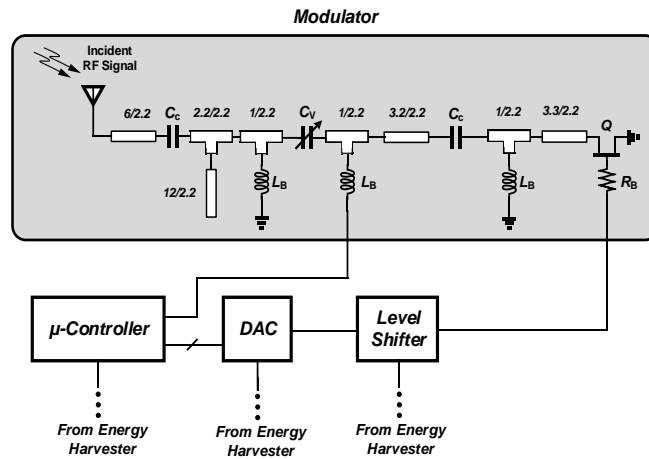 Modulator
Incident
RF Signal
6/2.2
Cc
2.2/2.2
1/2.2
CV
1/2.2
3.2/2.2
Cc
1/2.2
3.3/2.2
Q
12/2.2
LB
LB
LB
RB
µ-Controller
DAC
Level
Shifter
From Energy
Harvester
From Energy
Harvester
From Energy
Harvester